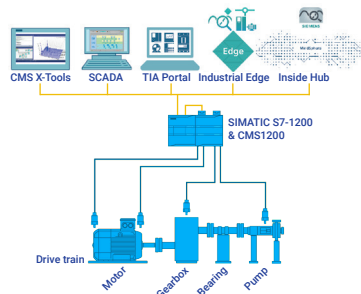 Edge
CMS X-Tools SCADA TIA Portal Industrial Edge Inside Hub
SIMATIC S7-1200
& CMS1200
Drive train
Motor
Gearbox
Bearing
Pump